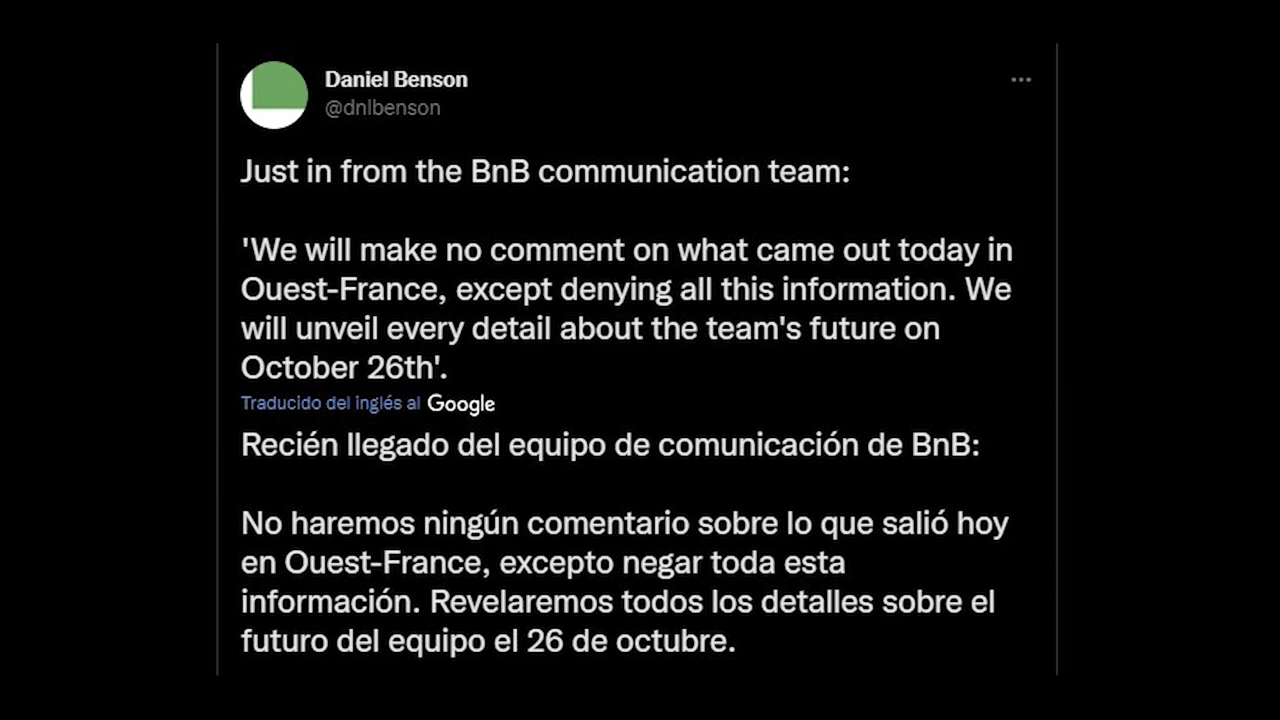 Daniel Benson
@dnlbenson
Just in from the BnB communication team:
'We will make no comment on what came out today in
Ouest-France, except denying all this information. We
will unveil every detail about the team's future on
October 26th'.
Traducido del inglés al Google
Recién llegado del equipo de comunicación de BnB:
No haremos ningún comentario sobre lo que salió hoy
en Ouest-France, excepto negar toda esta
información. Revelaremos todos los detalles sobre el
futuro del equipo el 26 de octubre.